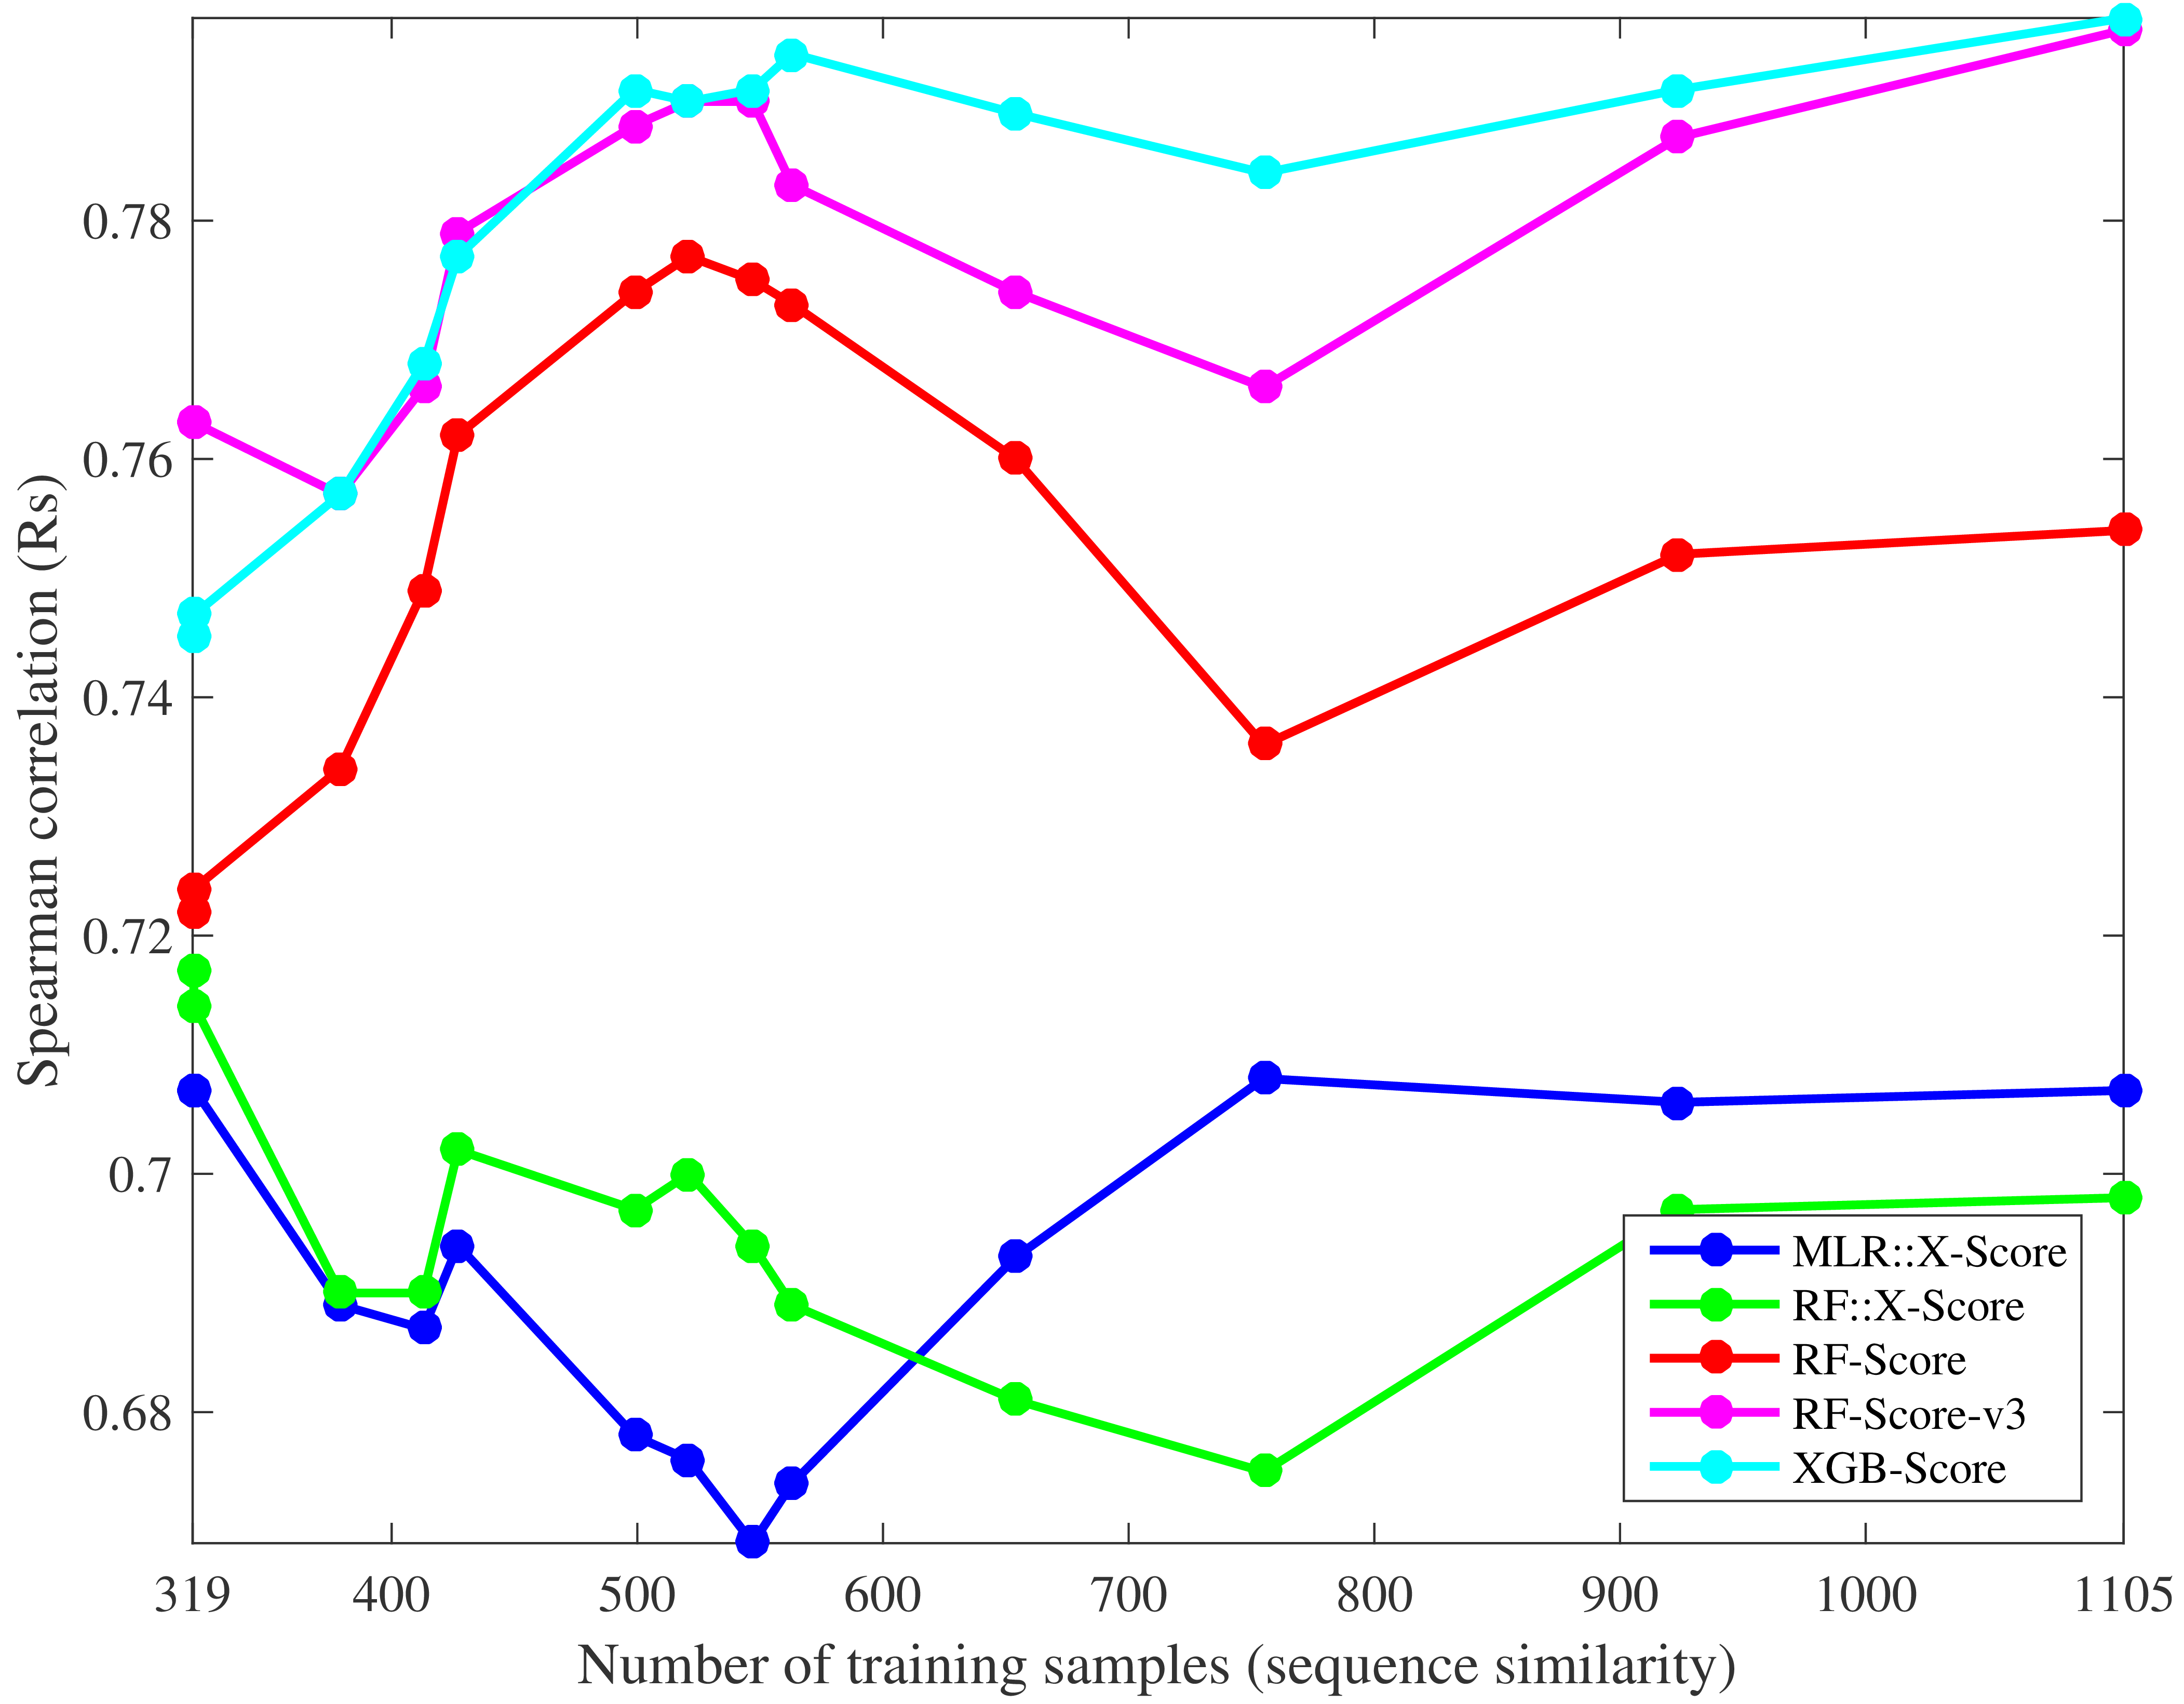 Spearman correlation (Rs)
0.78
0.76
0.74
0.72
0.7
0.68
319 400 500 600 700 800 900 1000 1105
Number of training samples (sequence similarity)
MLR::X-Score
RF::X-Score
RF-Score
RF-Score-v3
XGB-Score